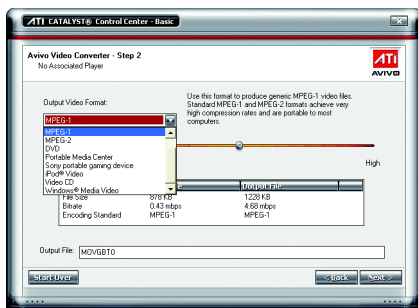 ATI CATALYST® Control Center - Basic
Avivo Video Converter - Step 2
No Associated Player
ATI
AVIVO
Output Video Format:
MPEG-1
MPEG-1
MPEG-2
DVD
Portable Media Center
Sony portable gaming device
iPod® Video
Video CD
Windows® Media Video
Use this format to produce generic MPEG-1 video files.
Standard MPEG-1 and MPEG-2 formats achieve very
high compression rates and are portable to most
computers.
High
Output File
File Size 878 KB 1228 KB
Bitrate 0.43 mbps 4.68 mbps
Encoding Standard MPEG-1 MPEG-1
Output File: MOVGBT0
Start Over
< Back
Next >